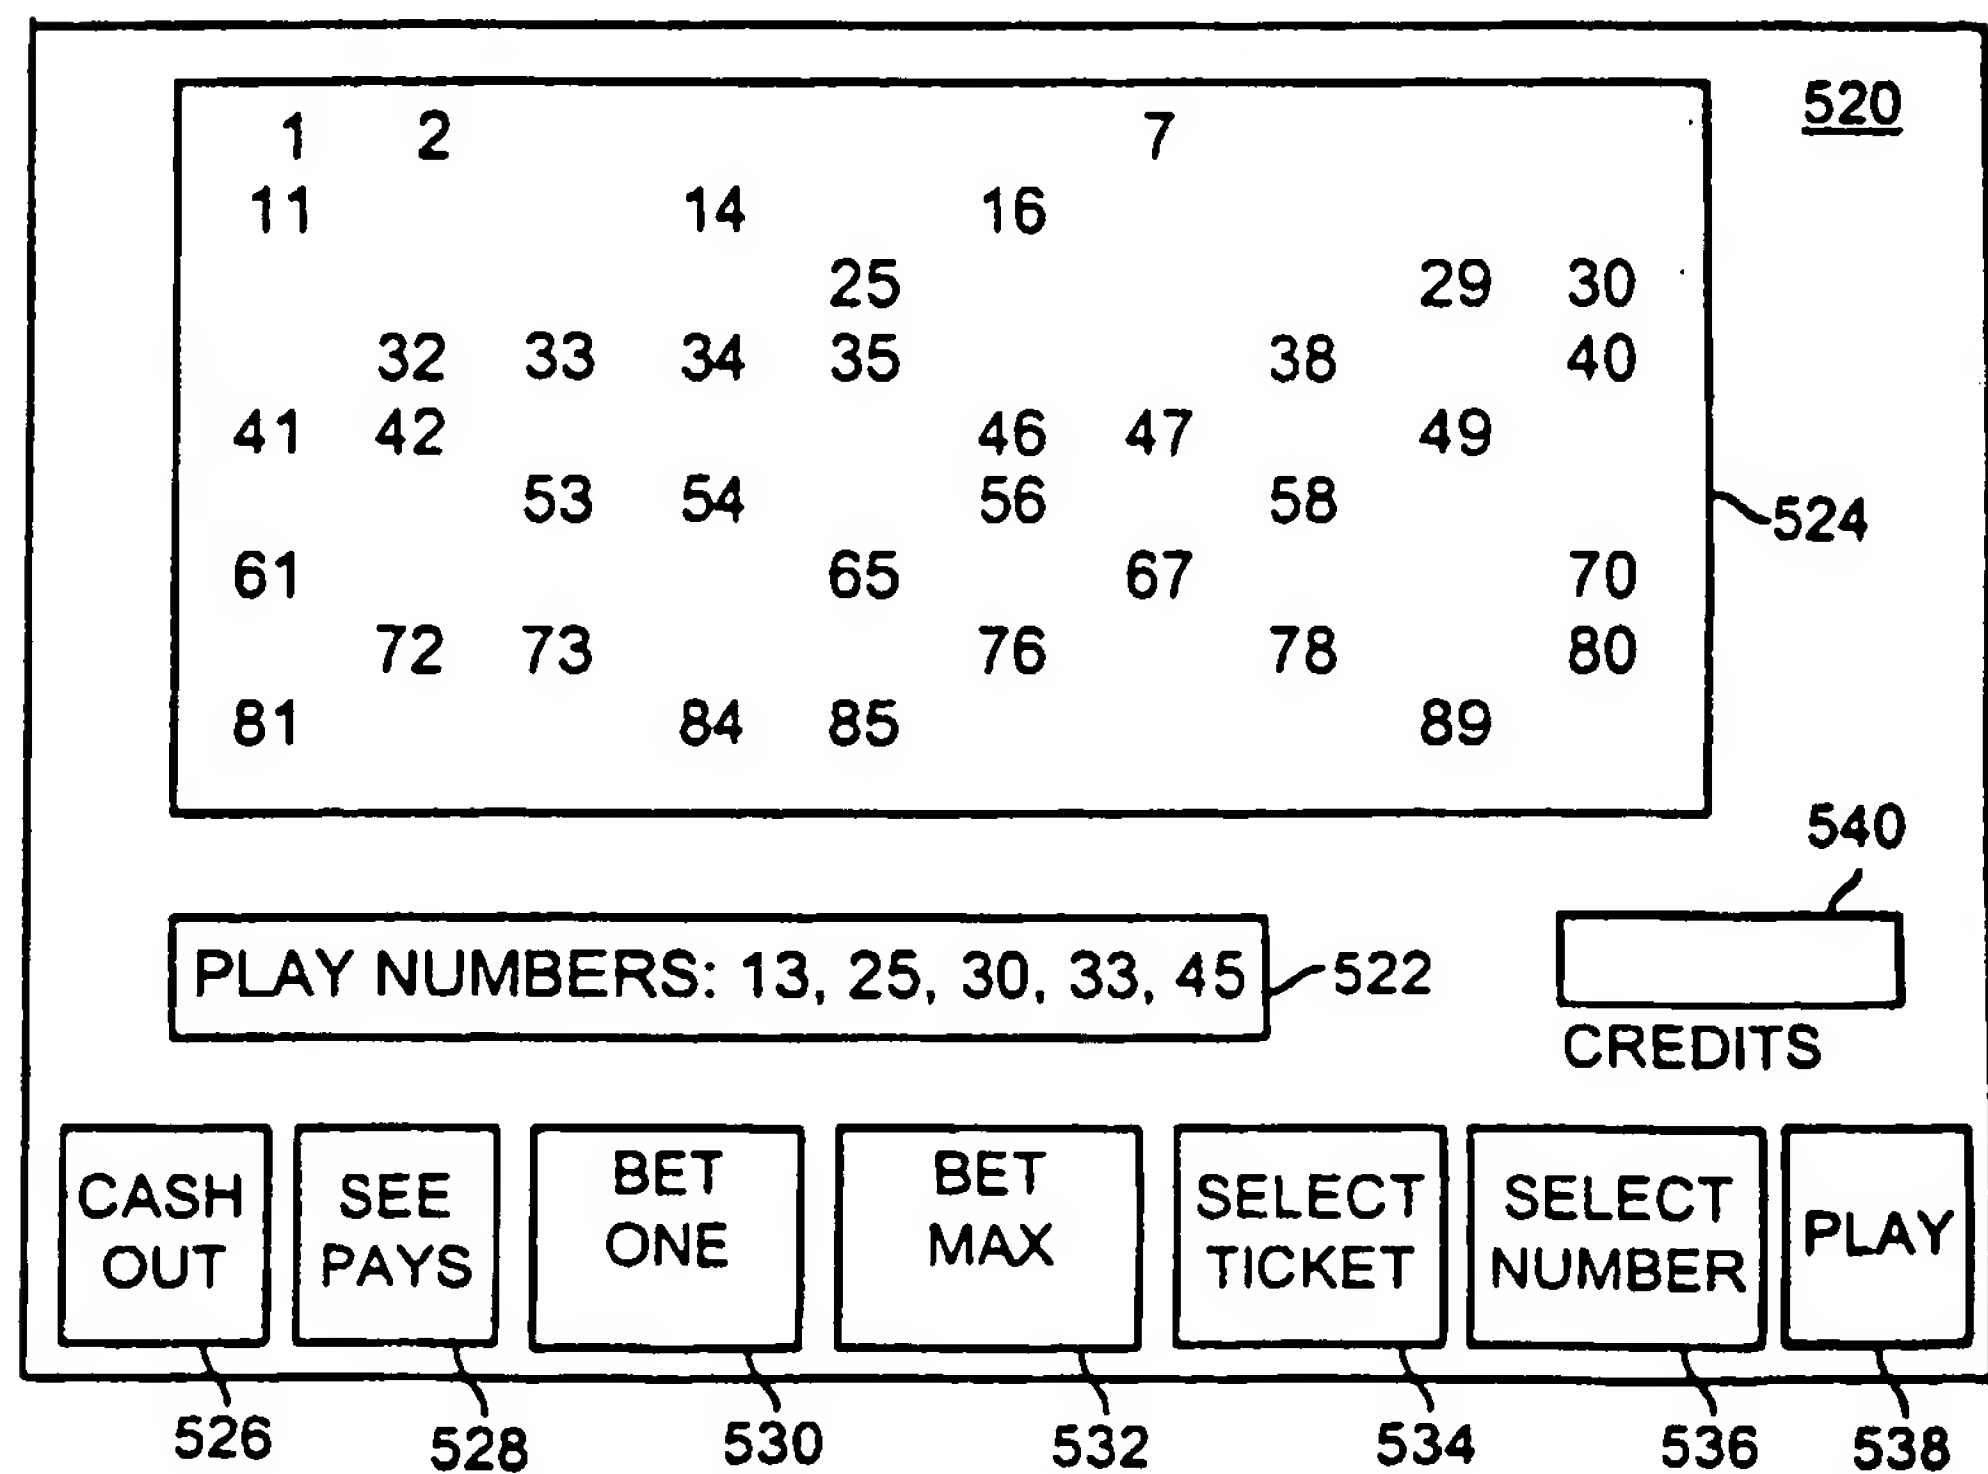 520
1 2 7
11 14 16
25 29 30
32 33 34 35 38 40
41 42 46 47 49
53 54 56 58
524
61 65 67 70
72 73 76 78 80
81 84 85 89
540
PLAY NUMBERS: 13, 25, 30, 33, 45
522
CREDITS
CASH
OUT
SEE
PAYS
BET
ONE
BET
MAX
SELECT
TICKET
SELECT
NUMBER
PLAY
526 528 530 532 534 536 538